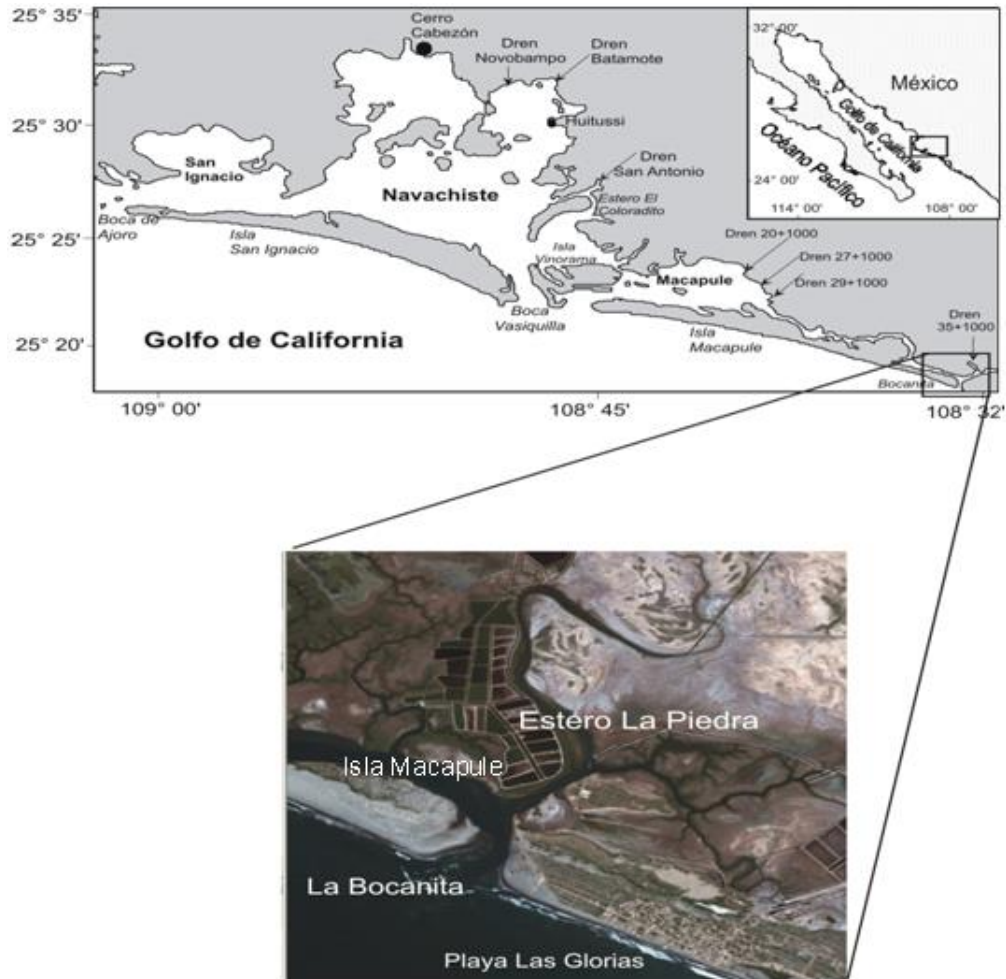 25° 35'
25° 30'
25° 25'
25° 20'
109° 00'
108° 45'
108° 32'
Cerro
Cabezón
Dren
Novobampo
Dren
Batamote
Huitussi
San
Ignacio
Navachiste
Dren
San Antonio
Estero El
Coloradito
Boca de
Ajoro
Isla
San Ignacio
Isla
Vinorama
Boca
Vasiquilla
Macapule
Dren 20+1000
Dren 27+1000
Dren 29+1000
Isla
Macapule
Dren
35+1000
Bocanita
Golfo de California
32° 00'
México
Golfo de California
Océano Pacífico
24° 00'
114° 00'
108° 00'
Estero La Piedra
Isla Macapule
La Bocanita
Playa Las Glorias